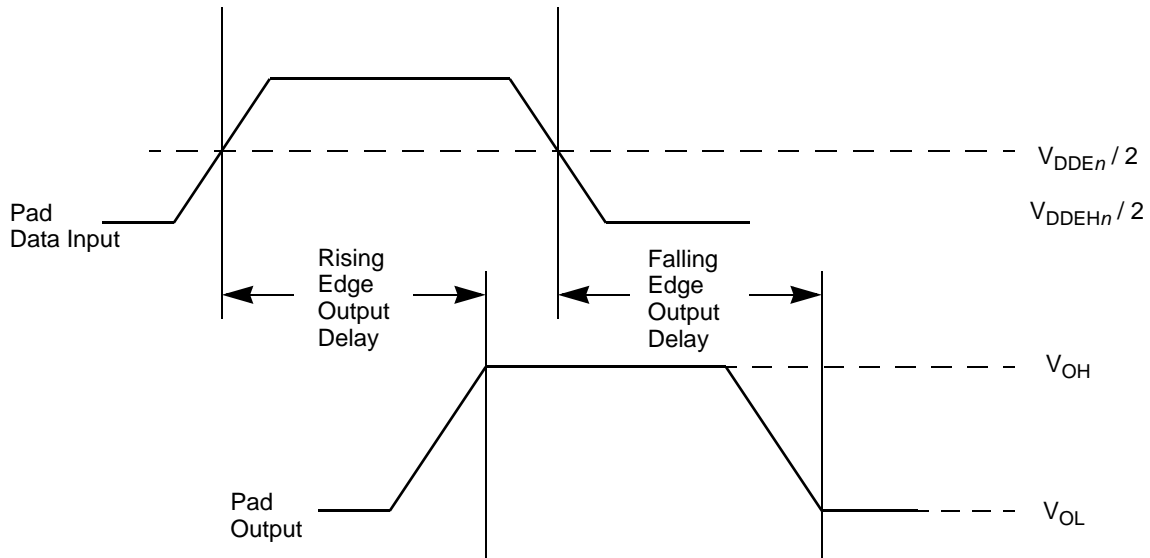 V_DDEn / 2
Pad
Data Input
V_DDEHn / 2
Rising
Edge
Output
Delay
Falling
Edge
Output
Delay
V_OH
Pad
Output
V_OL